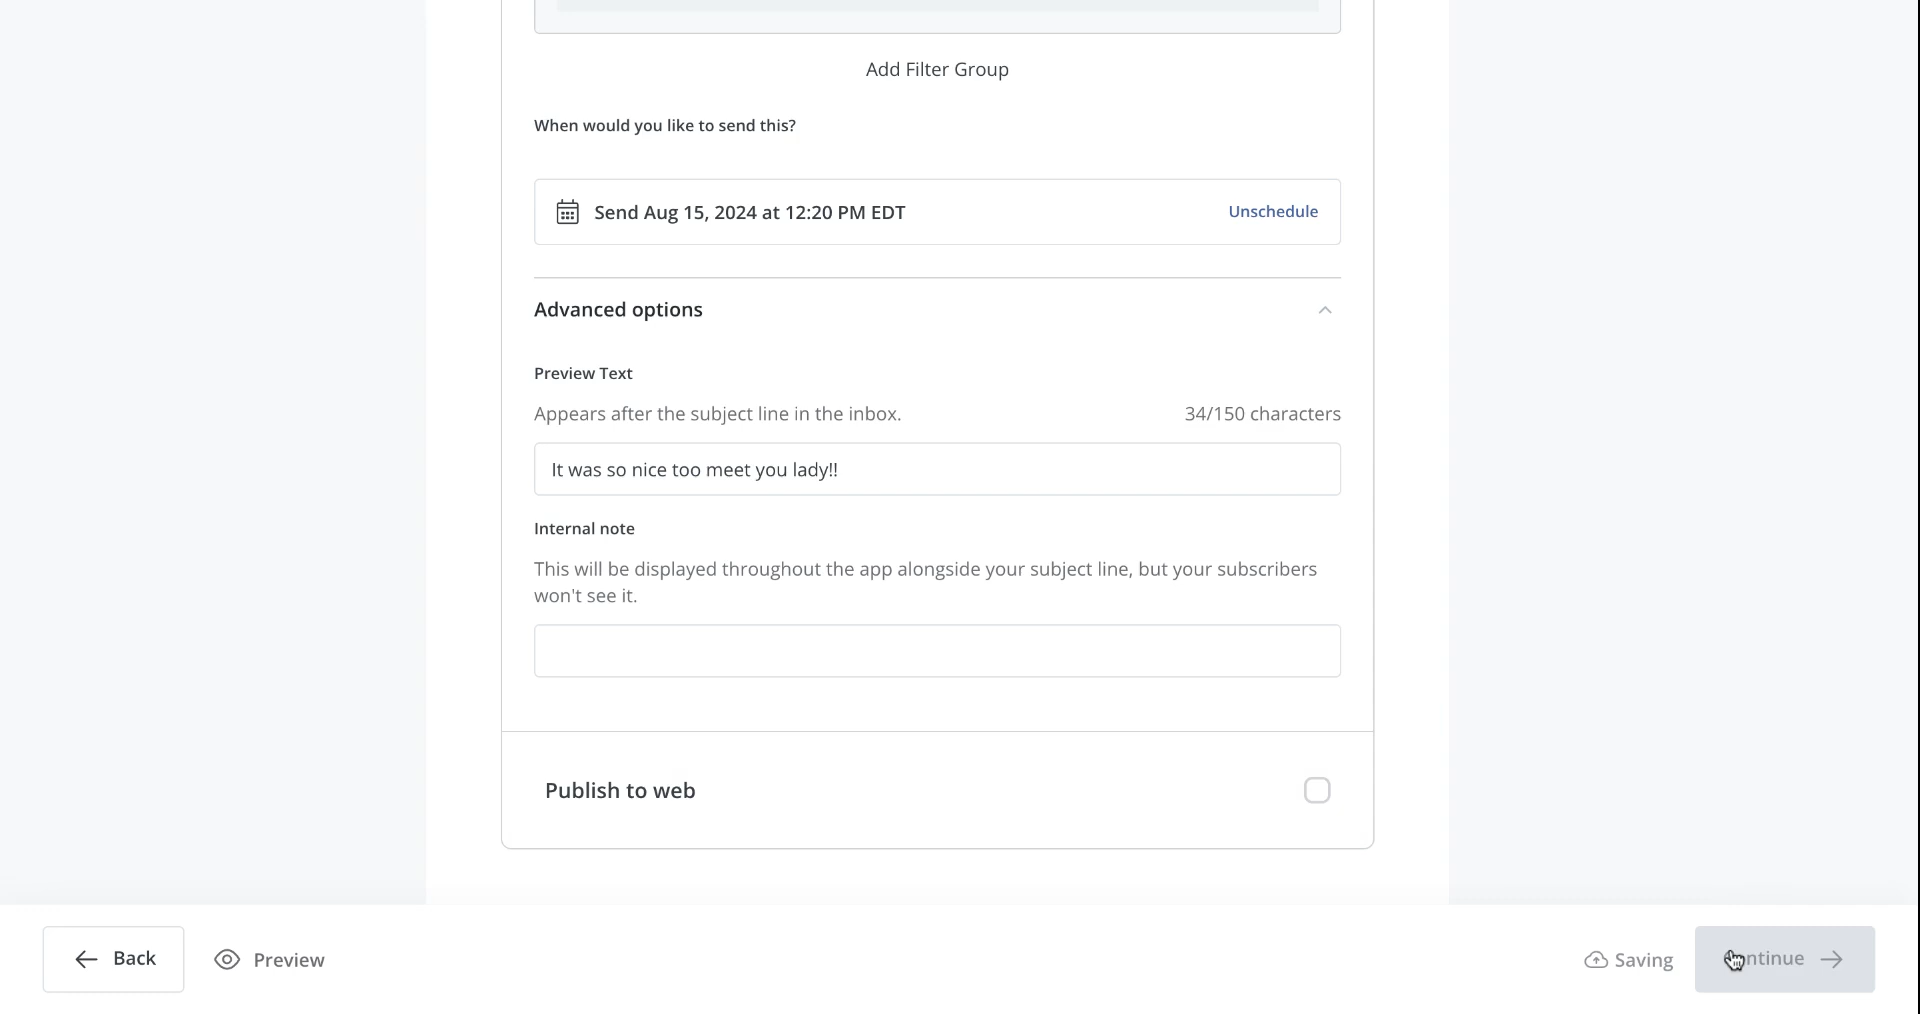 Add Filter Group
When would you like to send this?
Send Aug 15, 2024 at 12:20 PM EDT
Unschedule
Advanced options
Preview Text
Appears after the subject line in the inbox.
34/150 characters
It was so nice too meet you lady!!
Internal note
This will be displayed throughout the app alongside your subject line, but your subscribers
won't see it.
Publish to web
Back
Preview
Saving